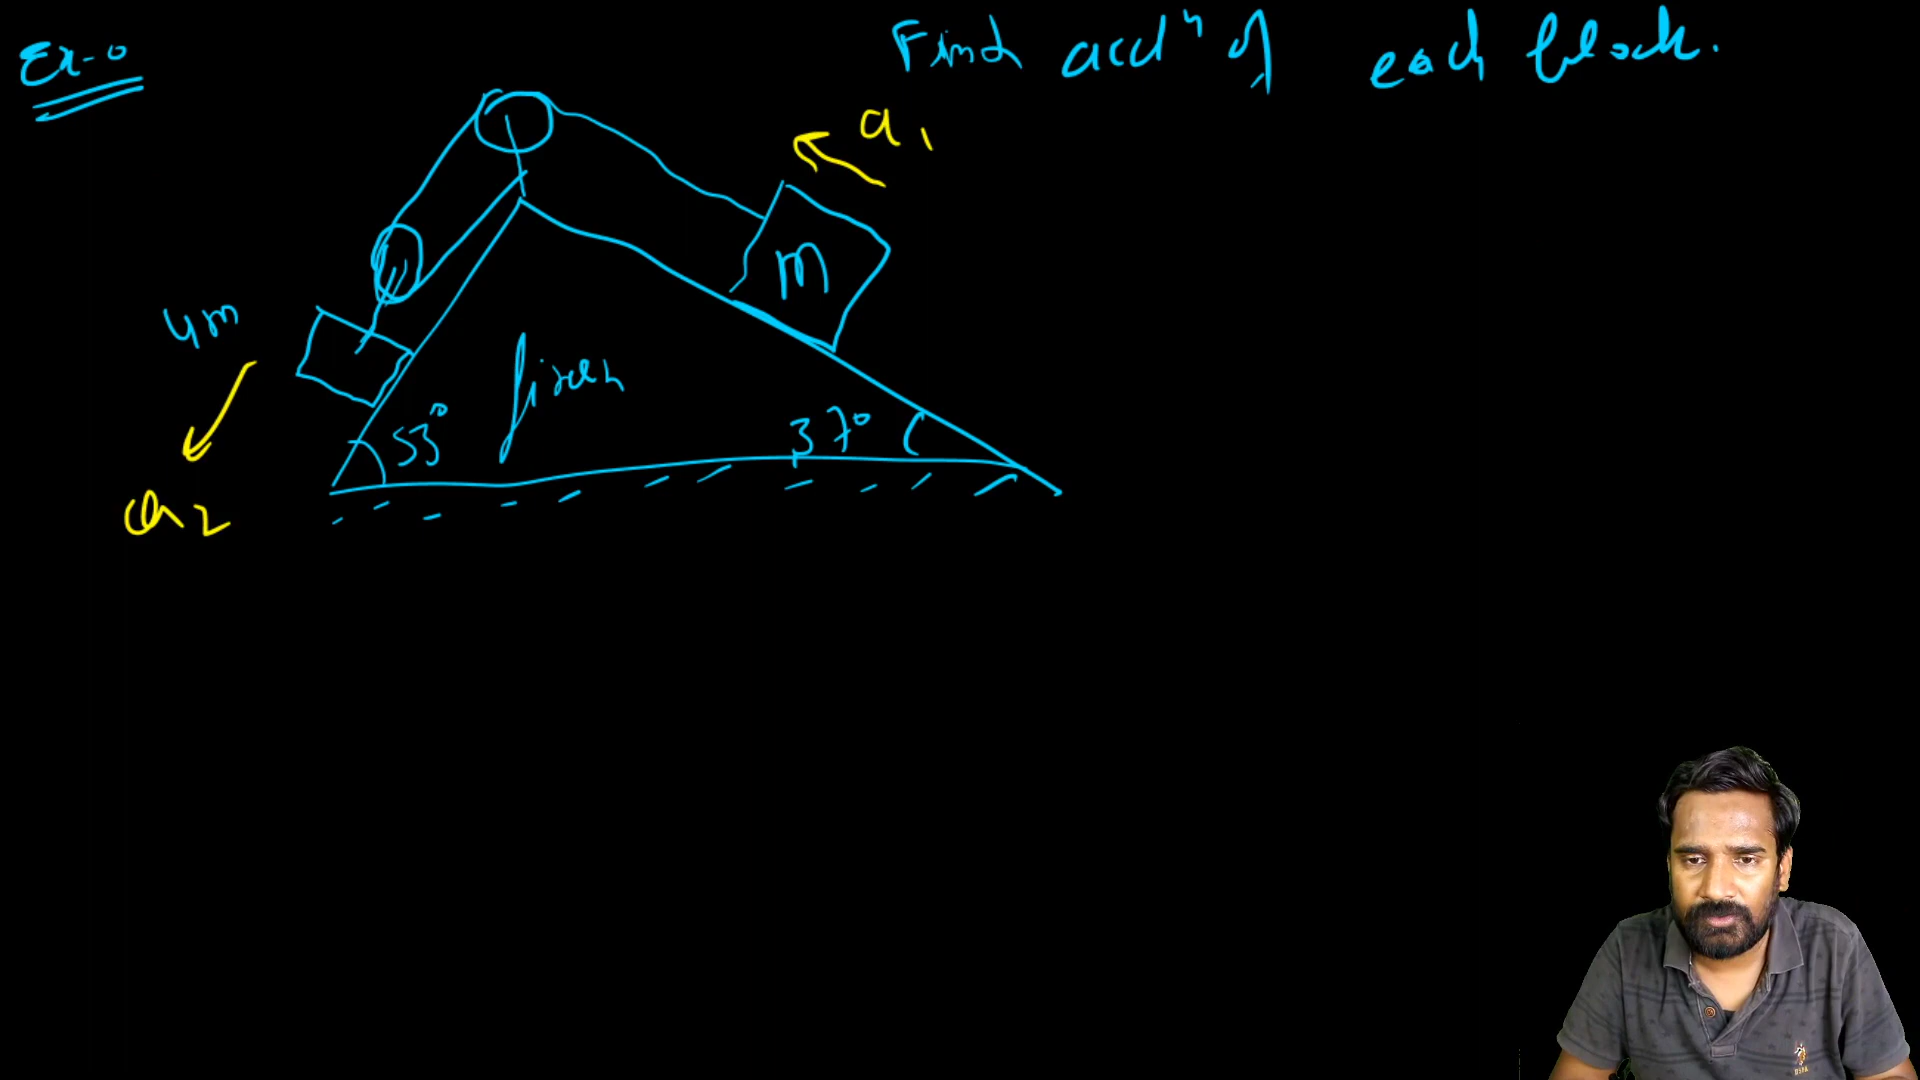 Ex-0
Find accⁿ of each block.
a₁
m
4m
fixed
53°
37°
a₂